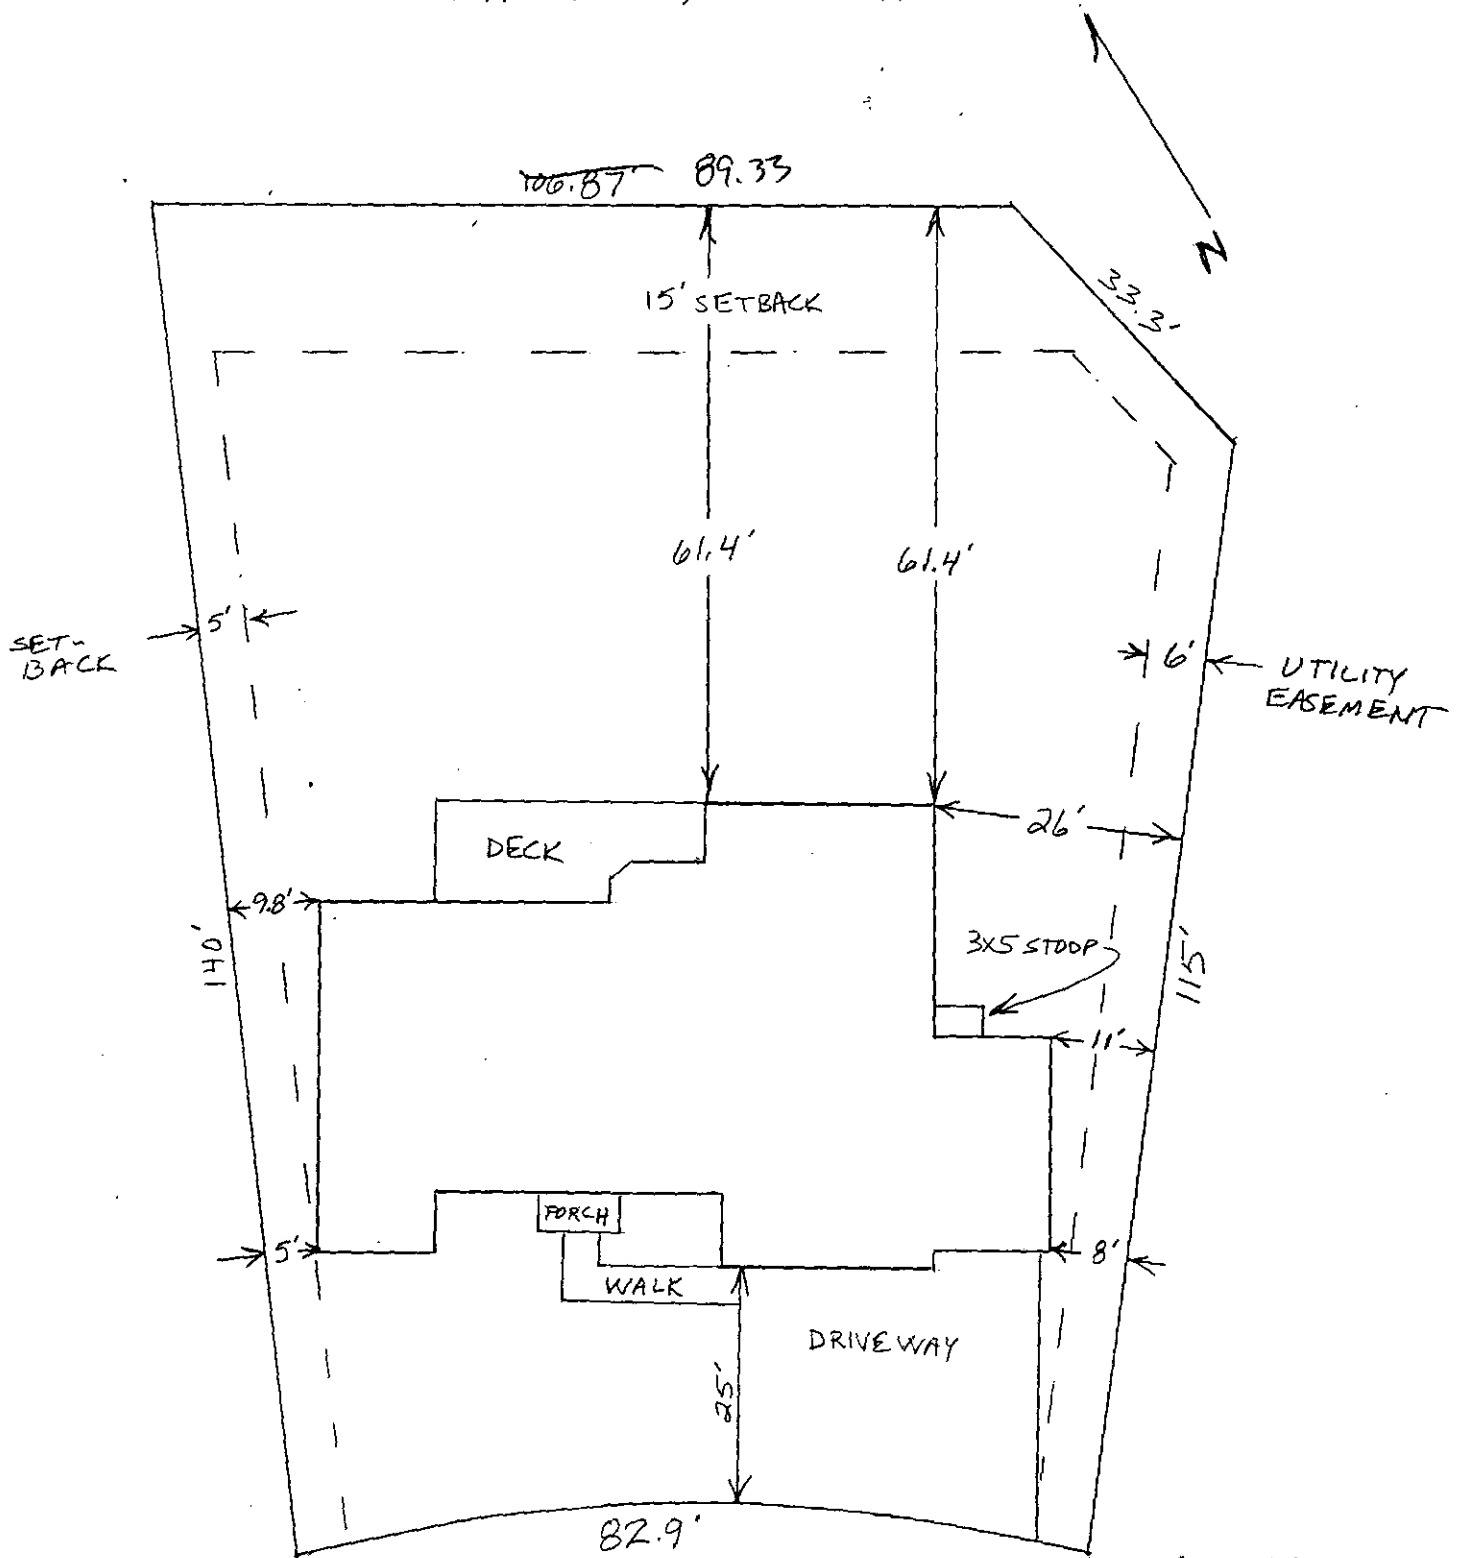 106.87' 89.33
N
33.3'
15' SETBACK
61.4'
61.4'
SET-
BACK
5'
6'
UTILITY
EASEMENT
26'
DECK
9.8'
140'
3X5 STOOP
115'
11'
PORCH
5'
8'
WALK
DRIVEWAY
25'
82.9'